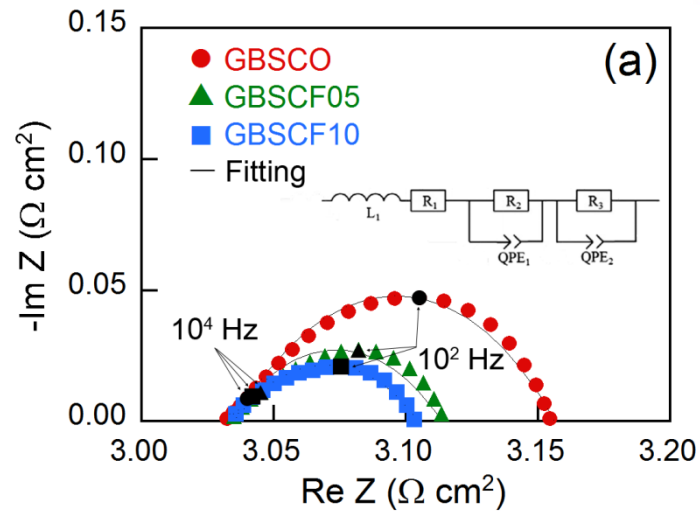 0.15
0.10
0.05
0.00
-Im Z (Ω cm²)
GBSCO
GBSCF05
GBSCF10
Fitting
(a)
L₁
R₁
R₂
R₃
QPE₁
QPE₂
10⁴ Hz
10² Hz
3.00
3.05
3.10
3.15
3.20
Re Z (Ω cm²)